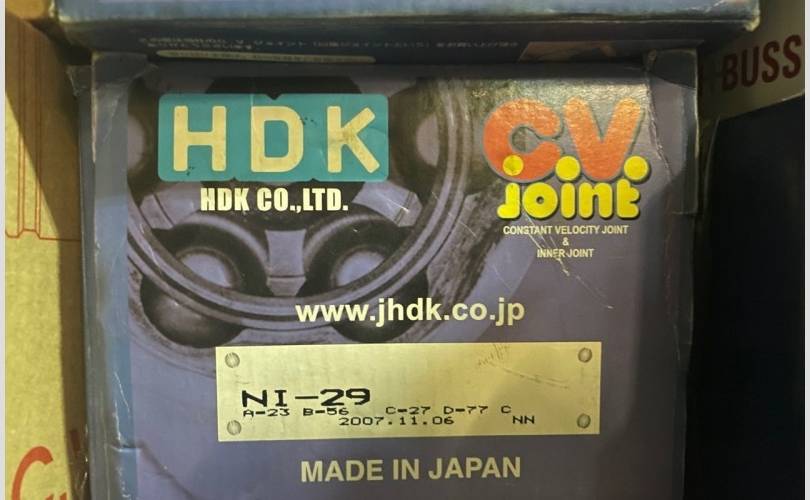 BUSS
HDK
HDK CO.,LTD.
C.V.
Joint
CONSTANT VELOCITY JOINT
&
INNER JOINT
www.jhdk.co.jp
NI-29
A-23 B-56 C-27 D-77 C
2007.11.06 NN
MADE IN JAPAN